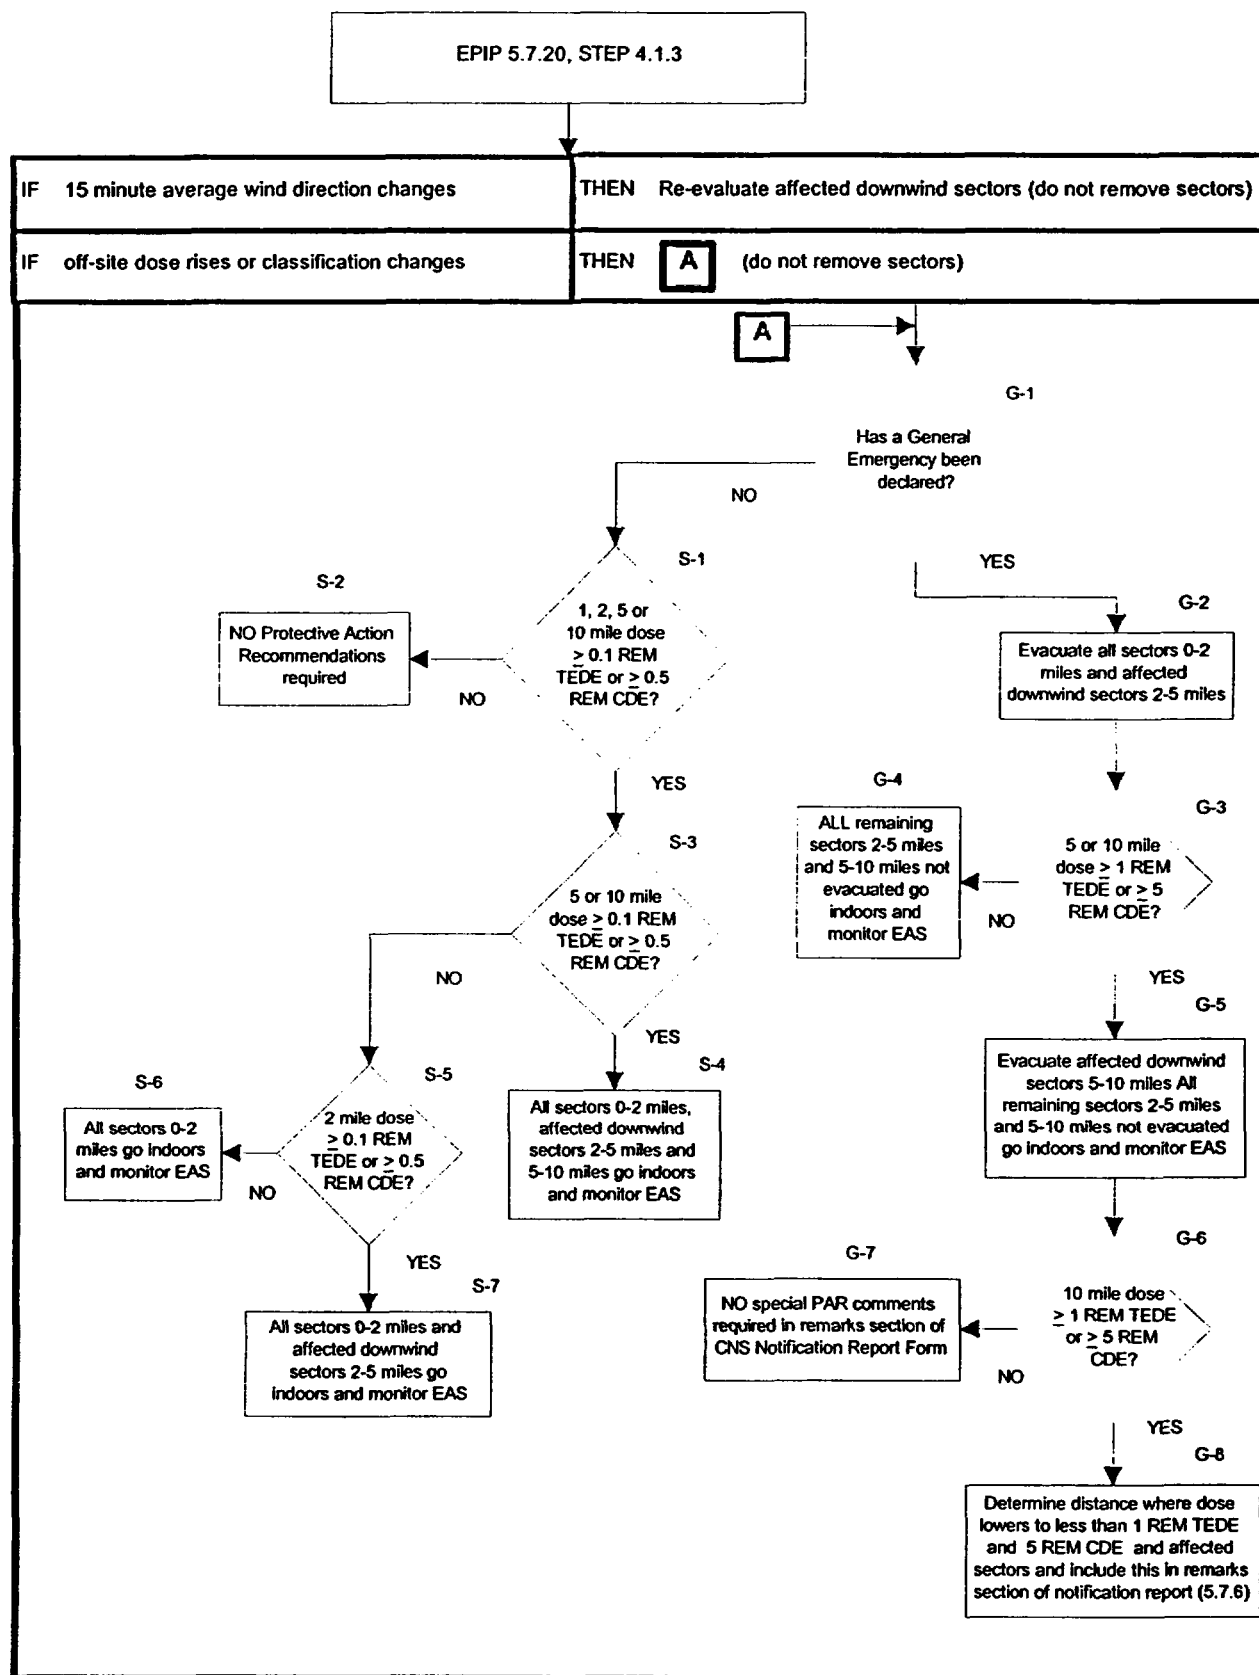 EPIP 5.7.20, STEP 4.1.3
IF 15 minute average wind direction changes
THEN Re-evaluate affected downwind sectors (do not remove sectors)
IF off-site dose rises or classification changes
THEN A (do not remove sectors)
A
G-1
Has a General
Emergency been
declared?
NO
YES
S-1
1, 2, 5 or
10 mile dose
≥ 0.1 REM
TEDE or ≥ 0.5
REM CDE?
S-2
NO Protective Action
Recommendations
required
NO
YES
G-2
Evacuate all sectors 0-2
miles and affected
downwind sectors 2-5 miles
G-3
5 or 10 mile
dose ≥ 1 REM
TEDE or ≥ 5
REM CDE?
G-4
ALL remaining
sectors 2-5 miles
and 5-10 miles not
evacuated go
indoors and
monitor EAS
NO
YES
S-3
5 or 10 mile
dose ≥ 0.1 REM
TEDE or ≥ 0.5
REM CDE?
NO
YES
S-4
All sectors 0-2 miles,
affected downwind
sectors 2-5 miles and
5-10 miles go indoors
and monitor EAS
G-5
Evacuate affected downwind
sectors 5-10 miles All
remaining sectors 2-5 miles
and 5-10 miles not evacuated
go indoors and monitor EAS
S-5
2 mile dose
≥ 0.1 REM
TEDE or ≥ 0.5
REM CDE?
S-6
All sectors 0-2
miles go indoors
and monitor EAS
NO
YES
S-7
All sectors 0-2 miles and
affected downwind
sectors 2-5 miles go
indoors and monitor EAS
G-6
10 mile dose
≥ 1 REM TEDE
or ≥ 5 REM
CDE?
G-7
NO special PAR comments
required in remarks section of
CNS Notification Report Form
NO
YES
G-8
Determine distance where dose
lowers to less than 1 REM TEDE
and 5 REM CDE and affected
sectors and include this in remarks
section of notification report (5.7.6)